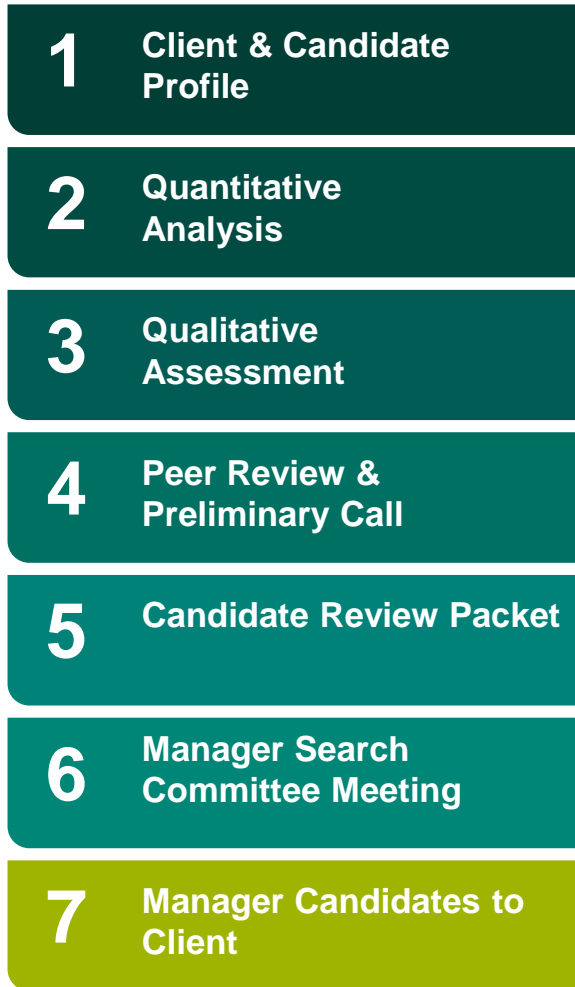 1
Client & Candidate
Profile
2
Quantitative
Analysis
3
Qualitative
Assessment
4
Peer Review &
Preliminary Call
5
Candidate Review Packet
6
Manager Search
Committee Meeting
7
Manager Candidates to
Client